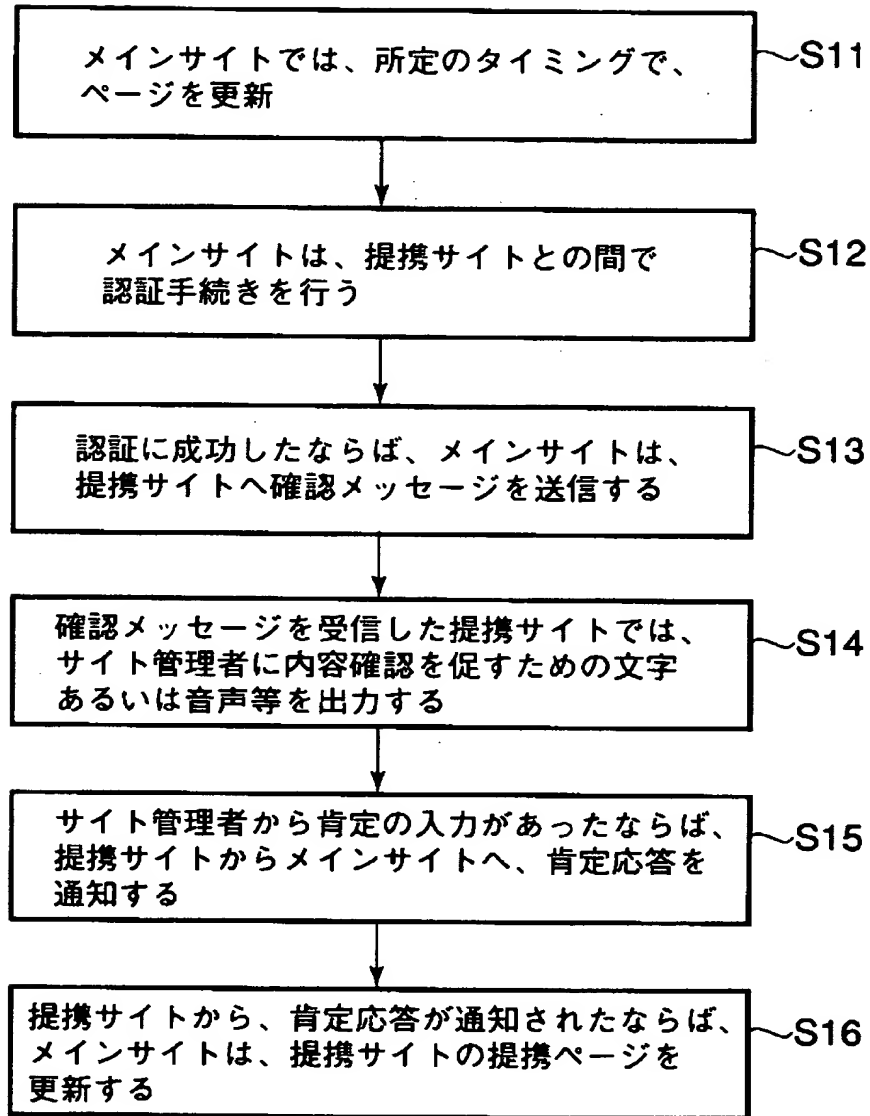 メインサイトでは、所定のタイミングで、
ページを更新
S11
メインサイトは、提携サイトとの間で
認証手続きを行う
S12
認証に成功したならば、メインサイトは、
提携サイトへ確認メッセージを送信する
S13
確認メッセージを受信した提携サイトでは、
サイト管理者に内容確認を促すための文字
あるいは音声等を出力する
S14
サイト管理者から肯定の入力があったならば、
提携サイトからメインサイトへ、肯定応答を
通知する
S15
提携サイトから、肯定応答が通知されたならば、
メインサイトは、提携サイトの提携ページを
更新する
S16